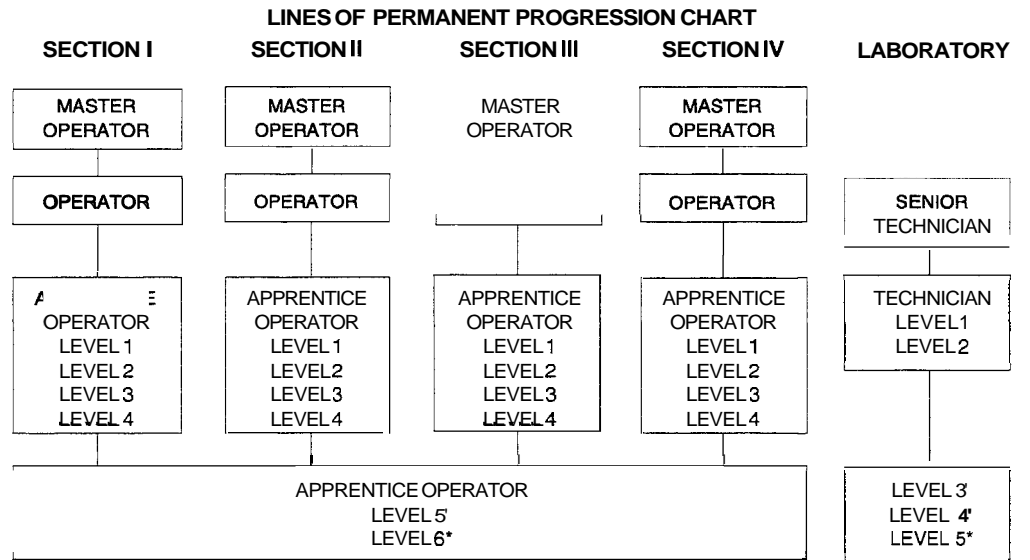 LINES OF PERMANENT PROGRESSION CHART
SECTION I
SECTION II
SECTION III
SECTION IV
LABORATORY
MASTER
OPERATOR
MASTER
OPERATOR
MASTER
OPERATOR
MASTER
OPERATOR
OPERATOR
OPERATOR
OPERATOR
SENIOR
TECHNICIAN
OPERATOR
LEVEL 1
LEVEL 2
LEVEL 3
LEVEL 4
APPRENTICE
OPERATOR
LEVEL 1
LEVEL 2
LEVEL 3
LEVEL 4
APPRENTICE
OPERATOR
LEVEL 1
LEVEL 2
LEVEL 3
LEVEL 4
APPRENTICE
OPERATOR
LEVEL 1
LEVEL 2
LEVEL 3
LEVEL 4
TECHNICIAN
LEVEL 1
LEVEL 2
APPRENTICE OPERATOR
LEVEL 5'
LEVEL 6*
LEVEL 3'
LEVEL 4'
LEVEL 5*